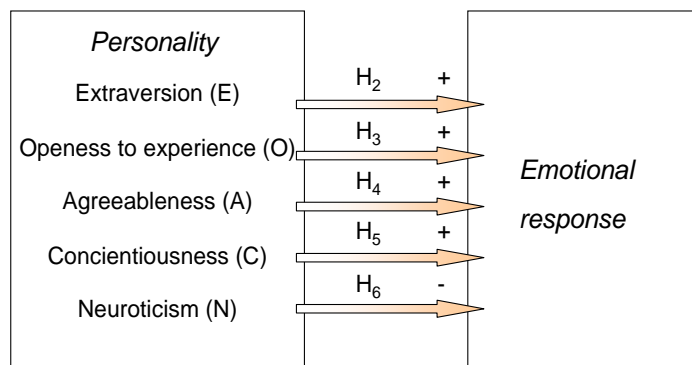 Personality
Extraversion (E)
H2 +
Openess to experience (O)
H3 +
Agreeableness (A)
H4 +
Concientiousness (C)
H5 +
Neuroticism (N)
H6 -
Emotional
response